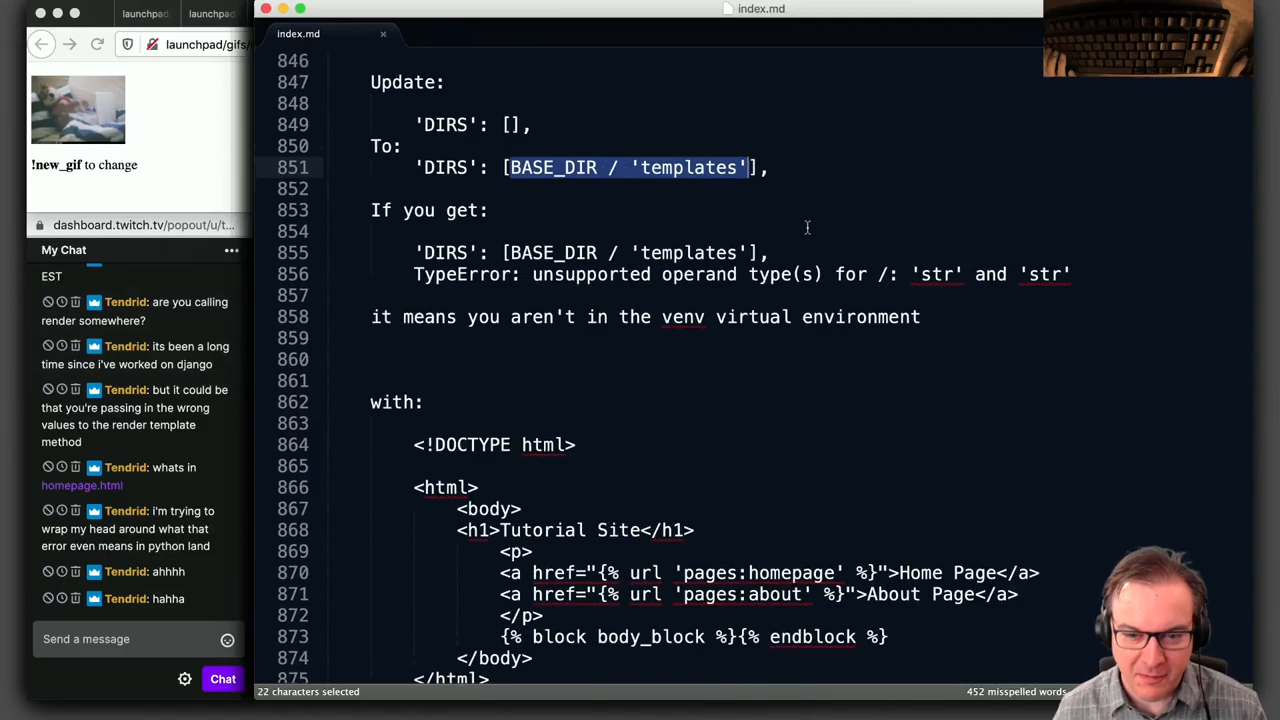 launchpad
launchpad
index.md
index.md
launchpad/gifs/
!new_gif to change
dashboard.twitch.tv/popout/u/t...
My Chat
EST
Tendrid: are you calling
render somewhere?
Tendrid: its been a long
time since i've worked on django
Tendrid: but it could be
that you're passing in the wrong
values to the render template
method
Tendrid: whats in
homepage.html
Tendrid: i'm trying to
wrap my head around what that
error even means in python land
Tendrid: ahhhh
Tendrid: hahha
Send a message
Chat
846
847 Update:
848
849 'DIRS': [],
850 To:
851 'DIRS': [BASE_DIR / 'templates'],
852
853 If you get:
854
855 'DIRS': [BASE_DIR / 'templates'],
856 TypeError: unsupported operand type(s) for /: 'str' and 'str'
857
858 it means you aren't in the venv virtual environment
859
860
861
862 with:
863
864 <!DOCTYPE html>
865
866 <html>
867 <body>
868 <h1>Tutorial Site</h1>
869 <p>
870 <a href="{% url 'pages:homepage' %}">Home Page</a>
871 <a href="{% url 'pages:about' %}">About Page</a>
872 </p>
873 {% block body_block %}{% endblock %}
874 </body>
875 </html>
22 characters selected
452 misspelled words